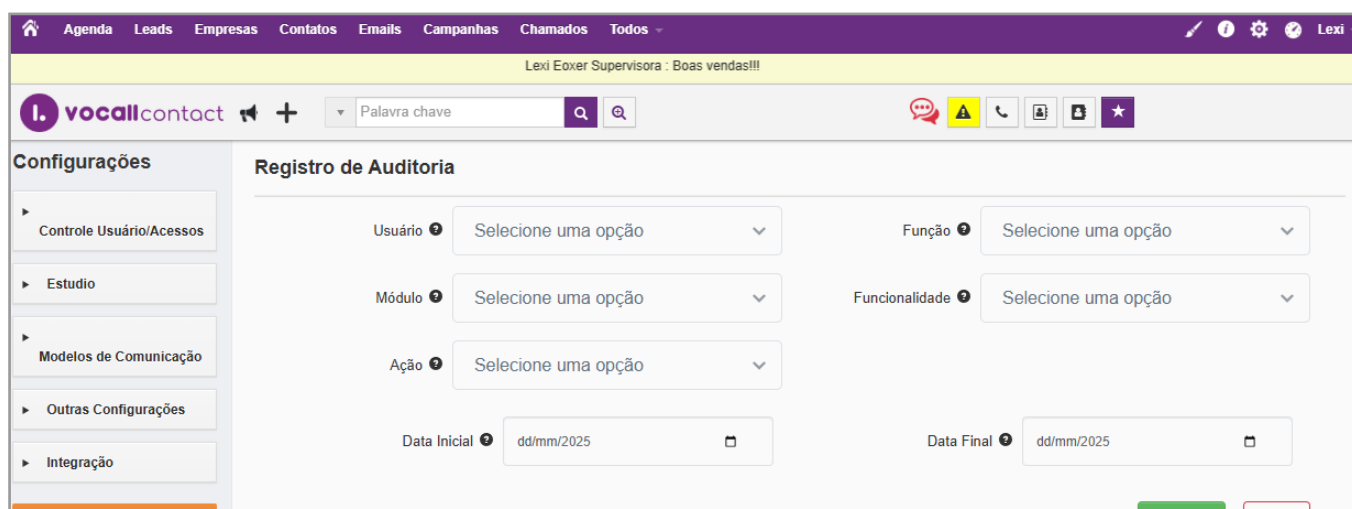 Agenda Leads Empresas Contatos Emails Campanhas Chamados Todos Lexi
Lexi Eoxer Supervisora : Boas vendas!!!
l. vocallcontact Palavra chave
Configurações
Registro de Auditoria
Controle Usuário/Acessos
Usuário Selecione uma opção Função Selecione uma opção
Estudio
Módulo Selecione uma opção Funcionalidade Selecione uma opção
Modelos de Comunicação
Ação Selecione uma opção
Outras Configurações
Data Inicial dd/mm/2025 Data Final dd/mm/2025
Integração